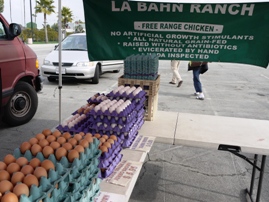 LA BAHN RANCH
- FREE RANGE CHICKEN -
NO ARTIFICIAL GROWTH STIMULANTS
* ALL NATURAL GRAIN-FED
* RAISED WITHOUT ANTIBIOTICS
* EVICERATED BY HAND
INSPECTED